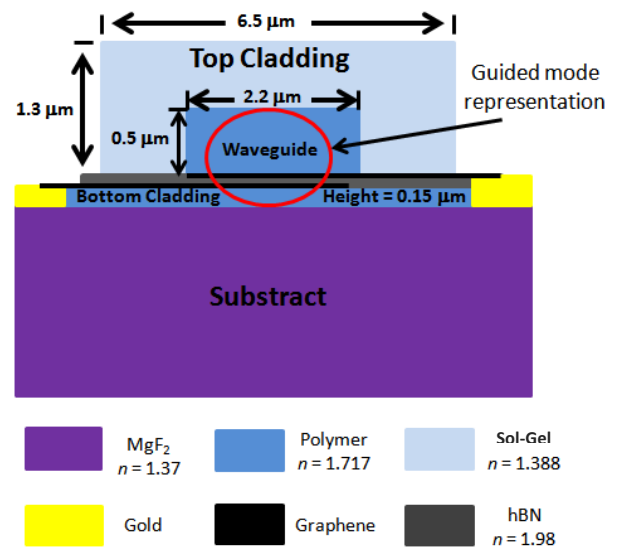 6.5 μm
Top Cladding
1.3 μm
2.2 μm
Guided mode
representation
0.5 μm
Waveguide
Bottom Cladding
Height = 0.15 μm
Substract
MgF₂
n = 1.37
Polymer
n = 1.717
Sol-Gel
n = 1.388
Gold
Graphene
hBN
n = 1.98